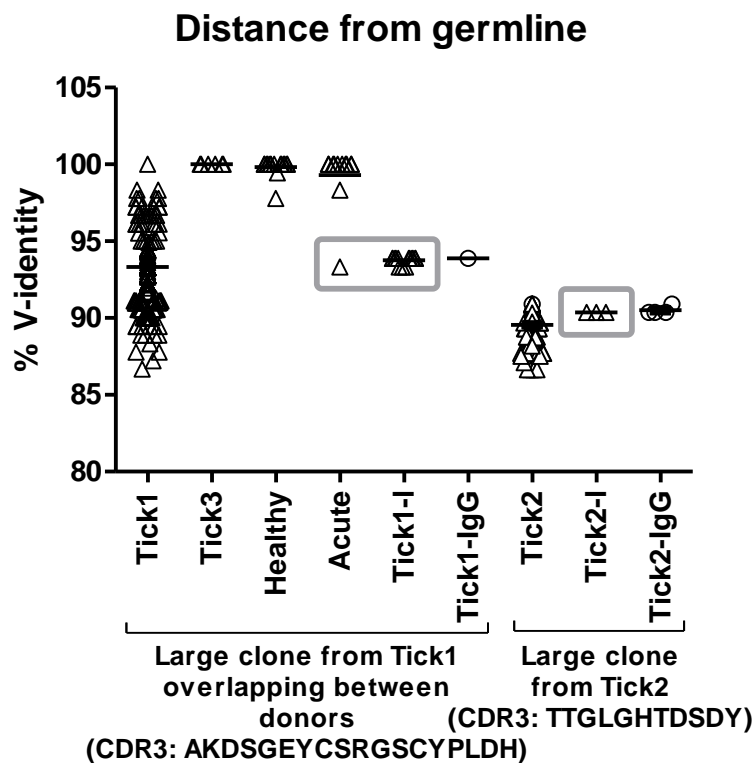 Distance from germline
% V-identity
105
100
95
90
85
80
Tick1
Tick3
Healthy
Acute
Tick1-I
Tick1-IgG
Tick2
Tick2-I
Tick2-IgG
Large clone from Tick1
overlapping between
donors
(CDR3: AKDSGEYCSRGSCYPLDH)
Large clone
from Tick2
(CDR3: TTGLGHTDSDY)